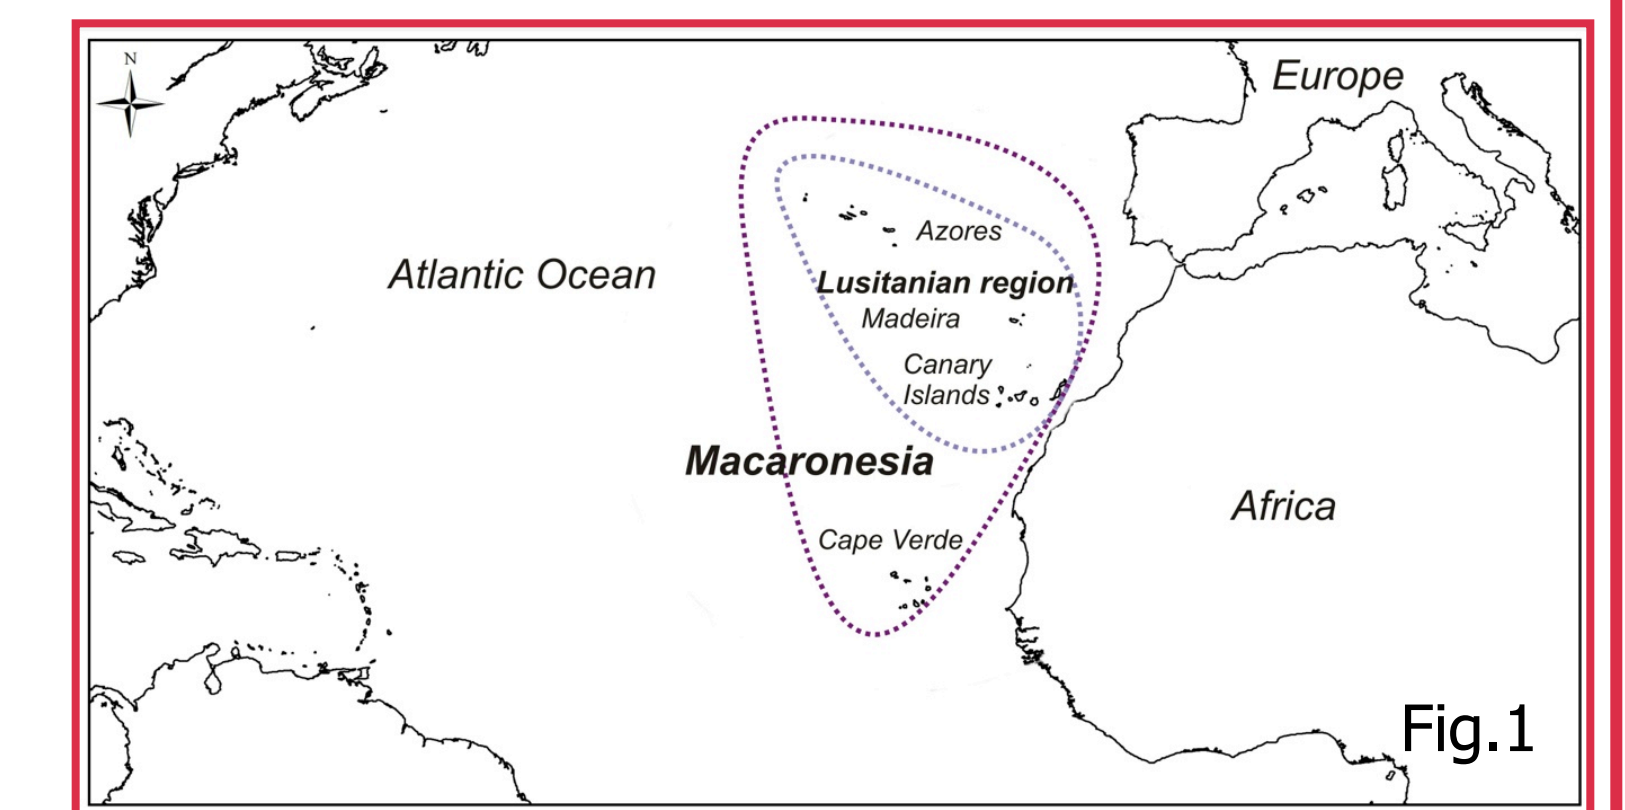 N
Europe
Azores
Atlantic Ocean
Lusitanian region
Madeira
Canary
Islands
Macaronesia
Africa
Cape Verde
Fig.1